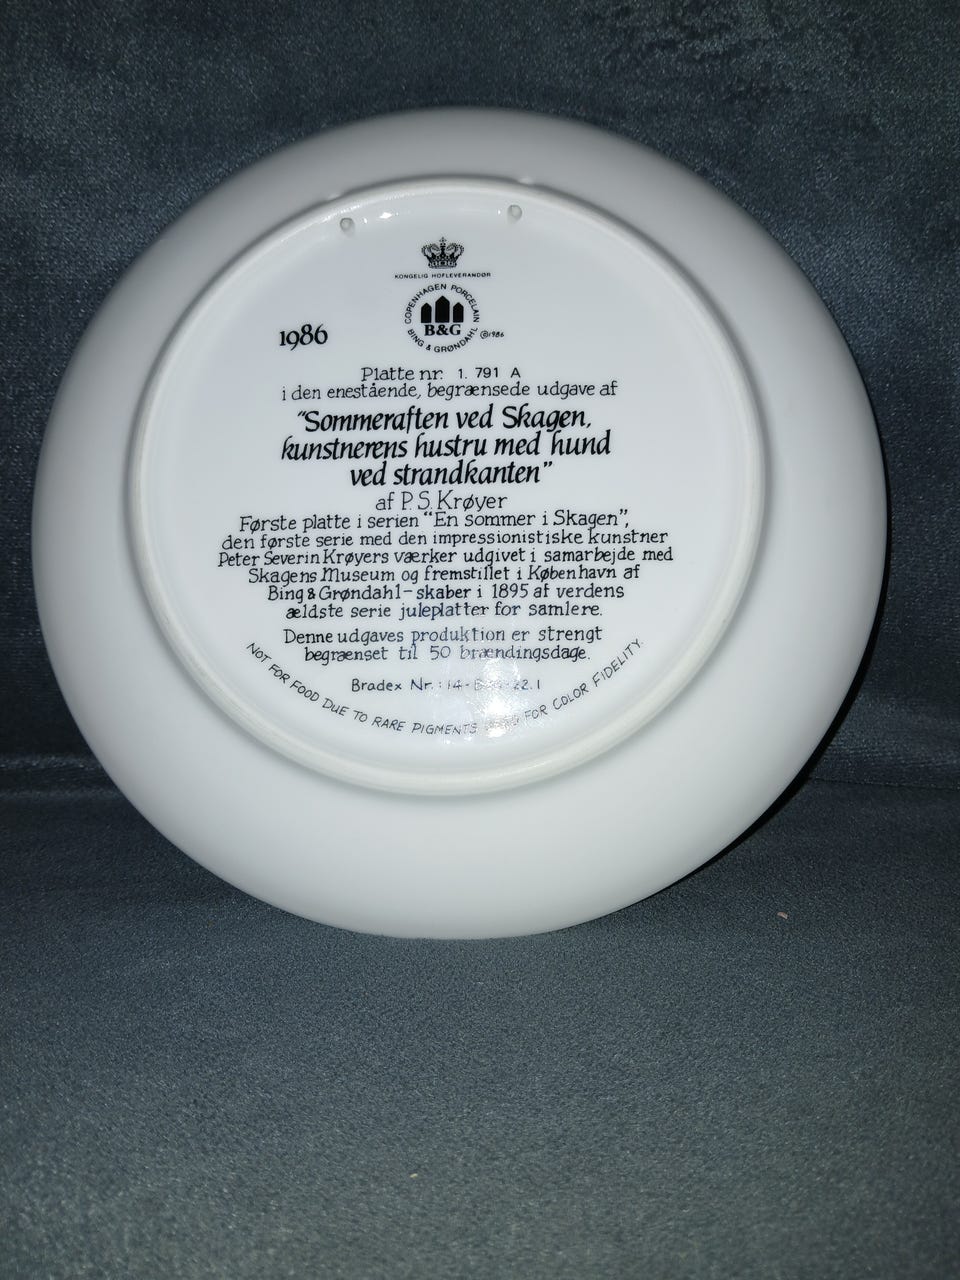 KONGELIG HOFLEVERANDØR
COPENHAGEN PORCELAIN
B&G
BING & GRØNDAHL
©1986
1986
Platte nr. 1. 791 A
i den enestående, begrænsede udgave af
"Sommeraften ved Skagen,
kunstnerens hustru med hund
ved strandkanten"
af P.S. Krøyer
Første platte i serien "En sommer i Skagen",
den første serie med den impressionistiske kunstner
Peter Severin Krøyers værker udgivet i samarbejde med
Skagens Museum og fremstillet i København af
Bing & Grøndahl - skaber i 1895 af verdens
ældste serie juleplatter for samlere.
Denne udgaves produktion er strengt
begrænset til 50 brændingsdage.
Bradex Nr.: 14- 22.1
NOT FOR FOOD DUE TO RARE PIGMENTS FOR COLOR FIDELITY.